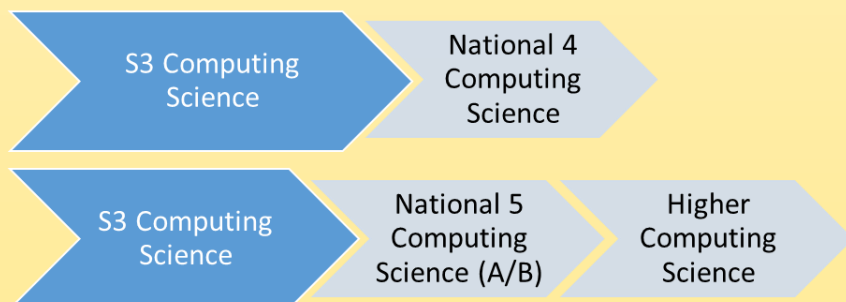 S3 Computing
Science
National 4
Computing
Science
S3 Computing
Science
National 5
Computing
Science (A/B)
Higher
Computing
Science